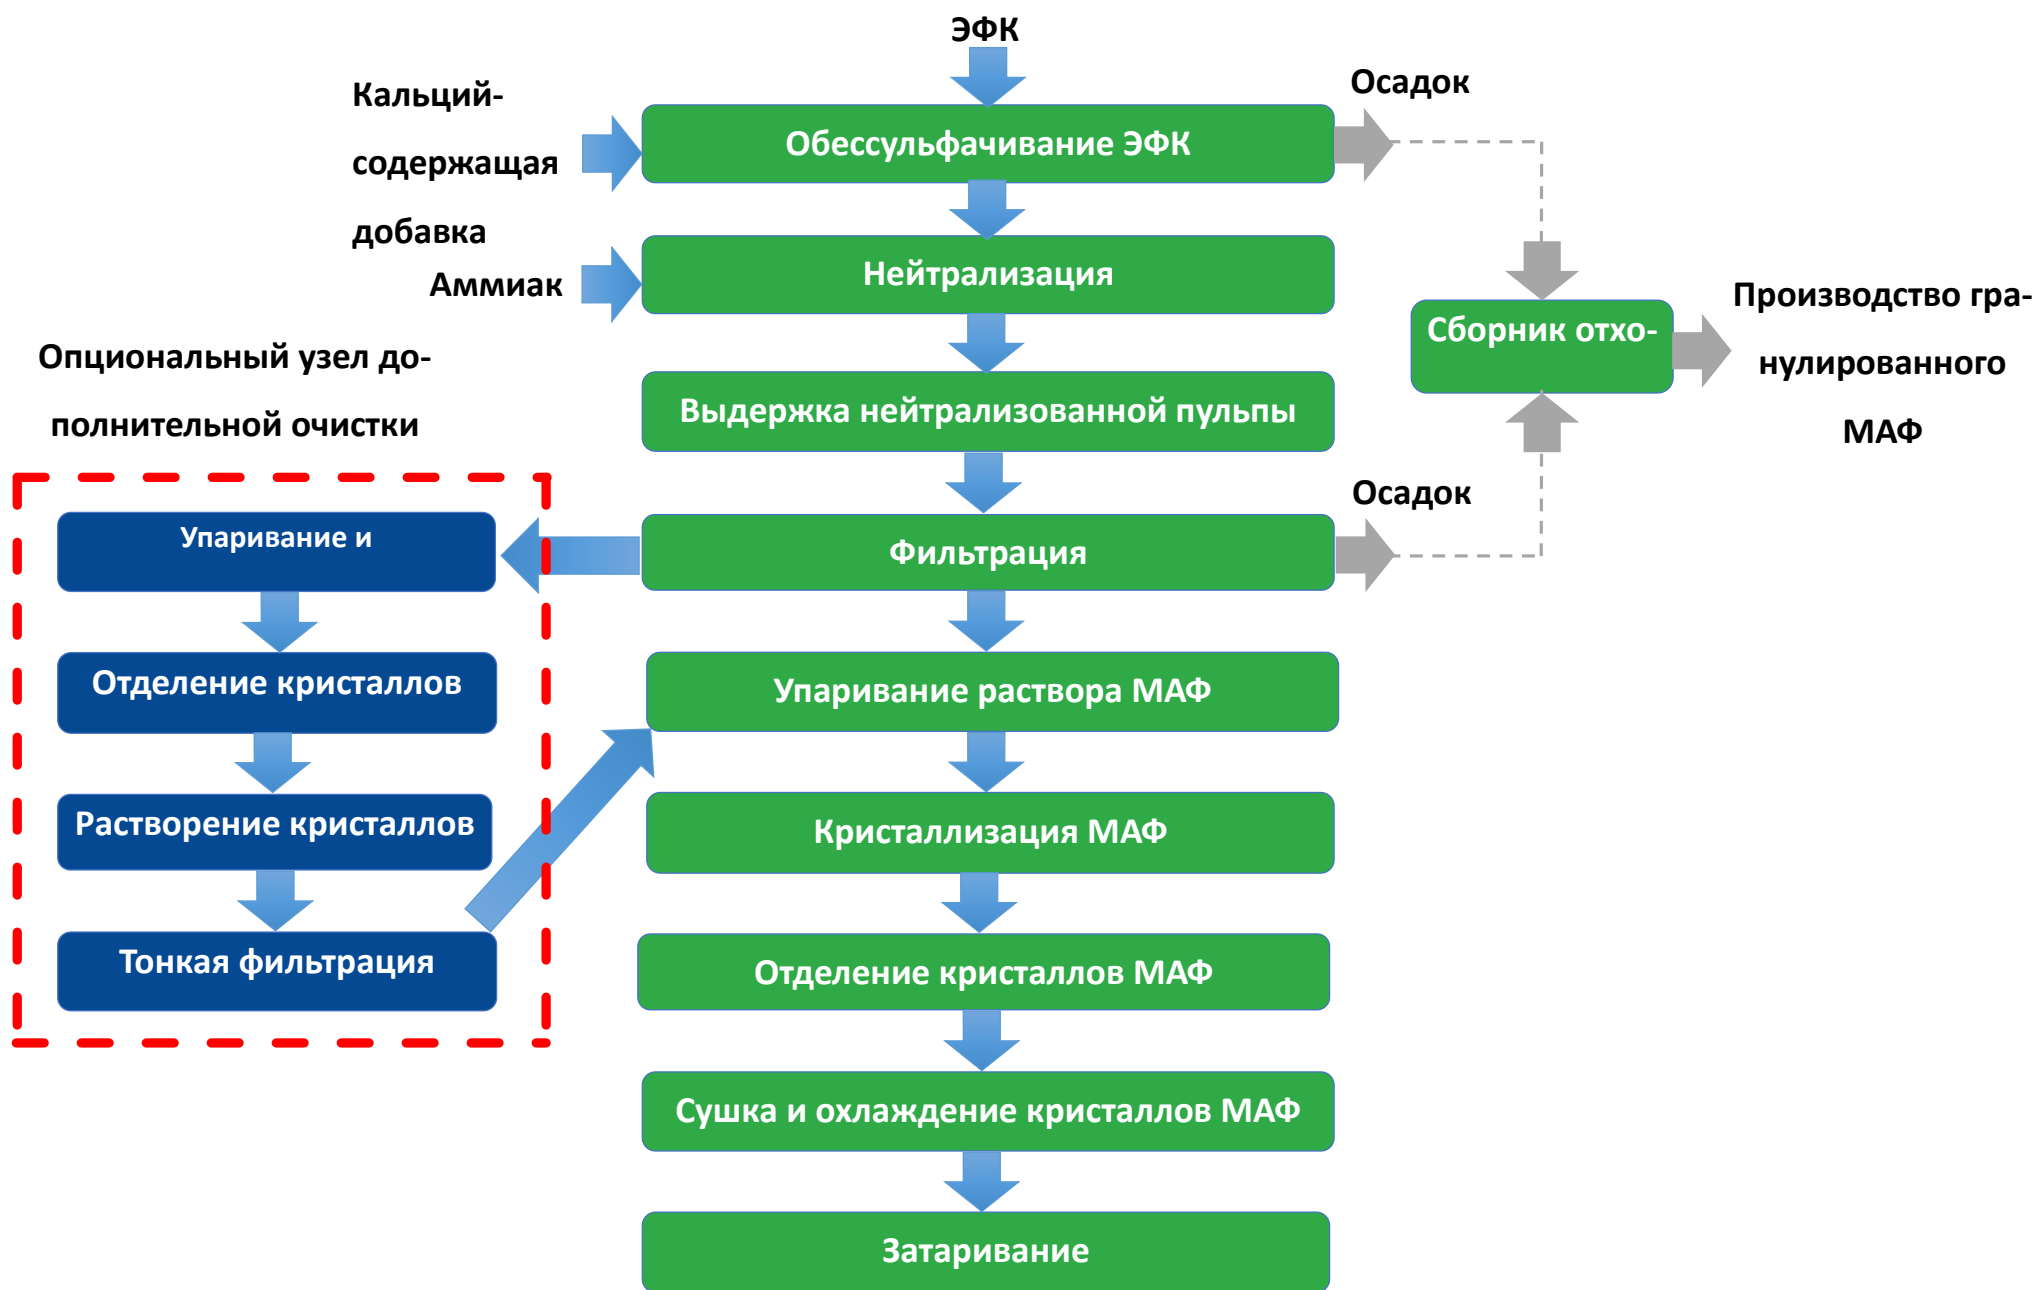 ЭФК
Кальций-
содержащая
добавка
Осадок
Обессульфачивание ЭФК
Аммиак
Нейтрализация
Сборник отхо-
Производство гра-
нулированного
МАФ
Опциональный узел до-
полнительной очистки
Выдержка нейтрализованной пульпы
Осадок
Упаривание и
Фильтрация
Отделение кристаллов
Упаривание раствора МАФ
Растворение кристаллов
Кристаллизация МАФ
Тонкая фильтрация
Отделение кристаллов МАФ
Сушка и охлаждение кристаллов МАФ
Затаривание